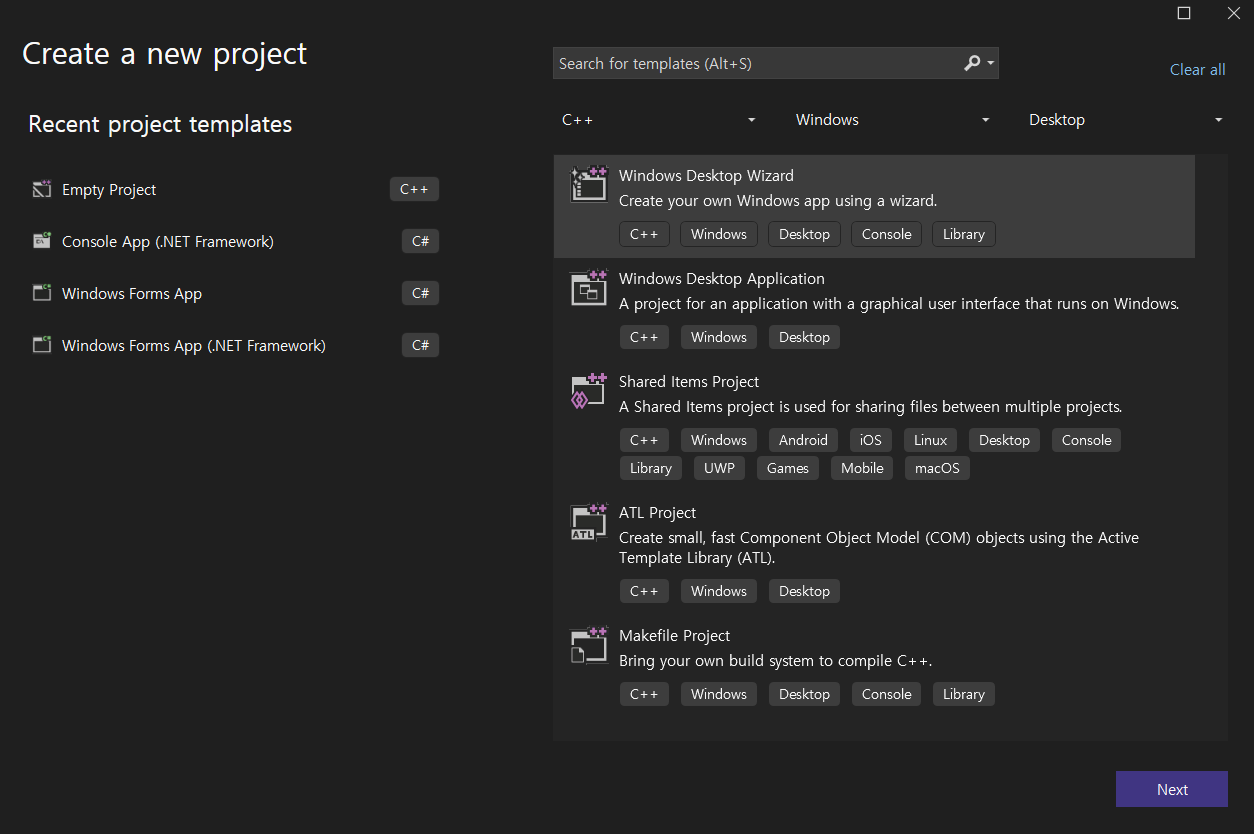 Create a new project
Search for templates (Alt+S)
Clear all
Recent project templates
Empty Project
C++
Console App (.NET Framework)
C#
Windows Forms App
C#
Windows Forms App (.NET Framework)
C#
C++
Windows
Desktop
Windows Desktop Wizard
Create your own Windows app using a wizard.
C++ Windows Desktop Console Library
Windows Desktop Application
A project for an application with a graphical user interface that runs on Windows.
C++ Windows Desktop
Shared Items Project
A Shared Items project is used for sharing files between multiple projects.
C++ Windows Android iOS Linux Desktop Console
Library UWP Games Mobile macOS
ATL
ATL Project
Create small, fast Component Object Model (COM) objects using the Active
Template Library (ATL).
C++ Windows Desktop
Makefile Project
Bring your own build system to compile C++.
C++ Windows Desktop Console Library
Next